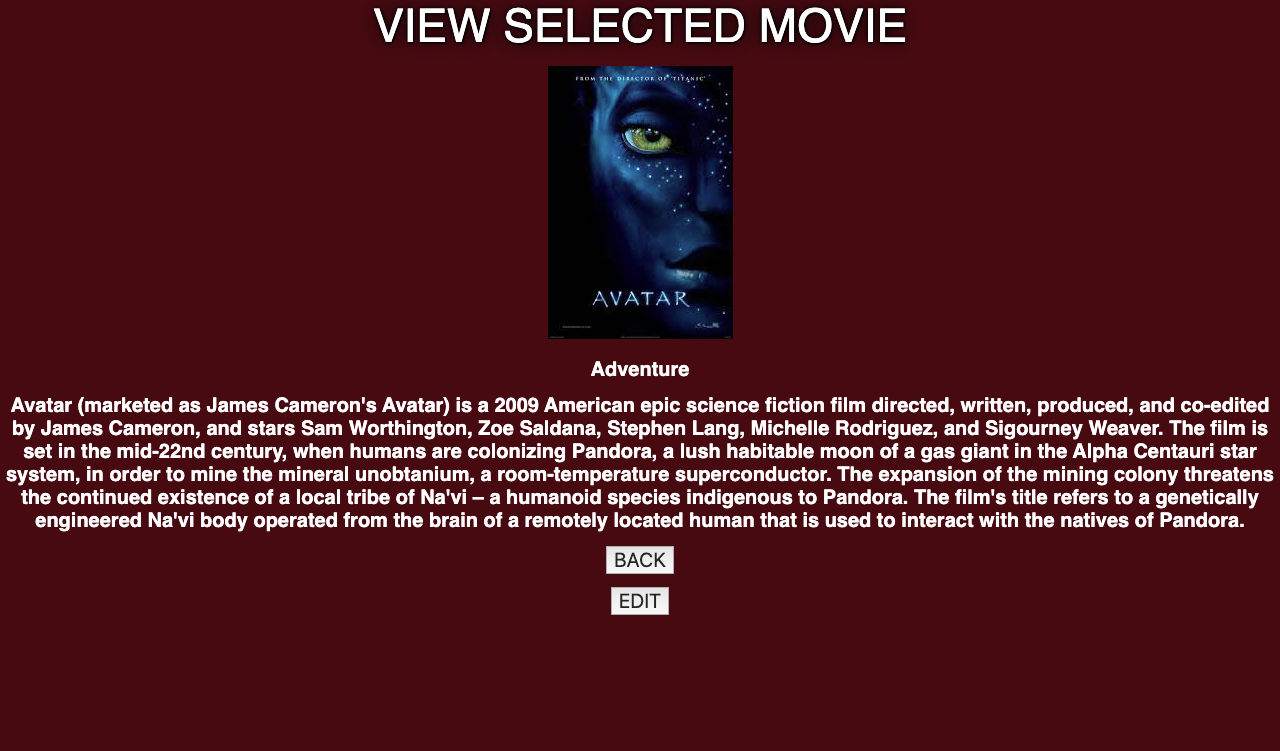 VIEW SELECTED MOVIE
FROM THE DIRECTOR OF 'TITANIC'
AVATAR
Adventure
Avatar (marketed as James Cameron's Avatar) is a 2009 American epic science fiction film directed, written, produced, and co-edited
by James Cameron, and stars Sam Worthington, Zoe Saldana, Stephen Lang, Michelle Rodriguez, and Sigourney Weaver. The film is
set in the mid-22nd century, when humans are colonizing Pandora, a lush habitable moon of a gas giant in the Alpha Centauri star
system, in order to mine the mineral unobtanium, a room-temperature superconductor. The expansion of the mining colony threatens
the continued existence of a local tribe of Na'vi – a humanoid species indigenous to Pandora. The film's title refers to a genetically
engineered Na'vi body operated from the brain of a remotely located human that is used to interact with the natives of Pandora.
BACK
EDIT